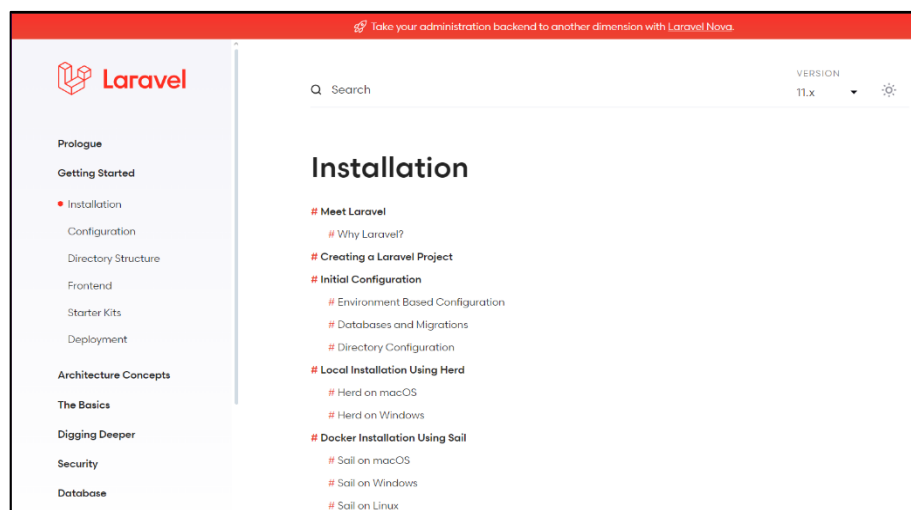 Take your administration backend to another dimension with Laravel Nova.
Laravel
Prologue
Getting Started
Installation
Configuration
Directory Structure
Frontend
Starter Kits
Deployment
Architecture Concepts
The Basics
Digging Deeper
Security
Database
Search
VERSION
11.x
Installation
# Meet Laravel
# Why Laravel?
# Creating a Laravel Project
# Initial Configuration
# Environment Based Configuration
# Databases and Migrations
# Directory Configuration
# Local Installation Using Herd
# Herd on macOS
# Herd on Windows
# Docker Installation Using Sail
# Sail on macOS
# Sail on Windows
# Sail on Linux